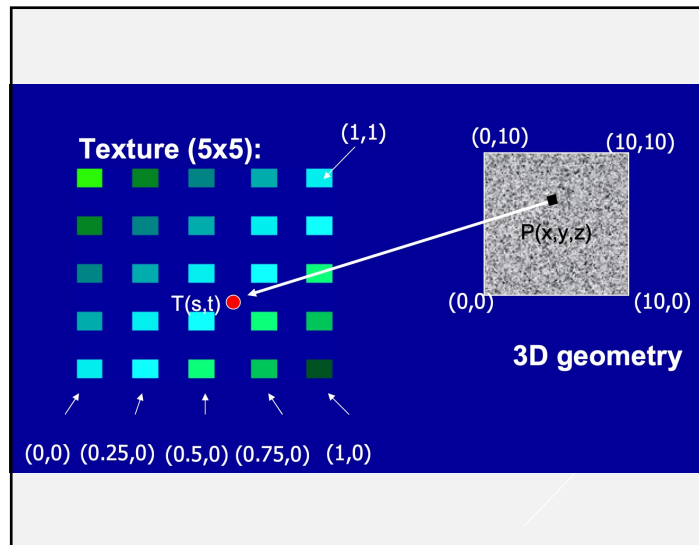 (1,1)
(0,10) (10,10)
Texture (5x5):
P(x,y,z)
T(s,t)
(0,0) (10,0)
3D geometry
(0,0) (0.25,0) (0.5,0) (0.75,0) (1,0)